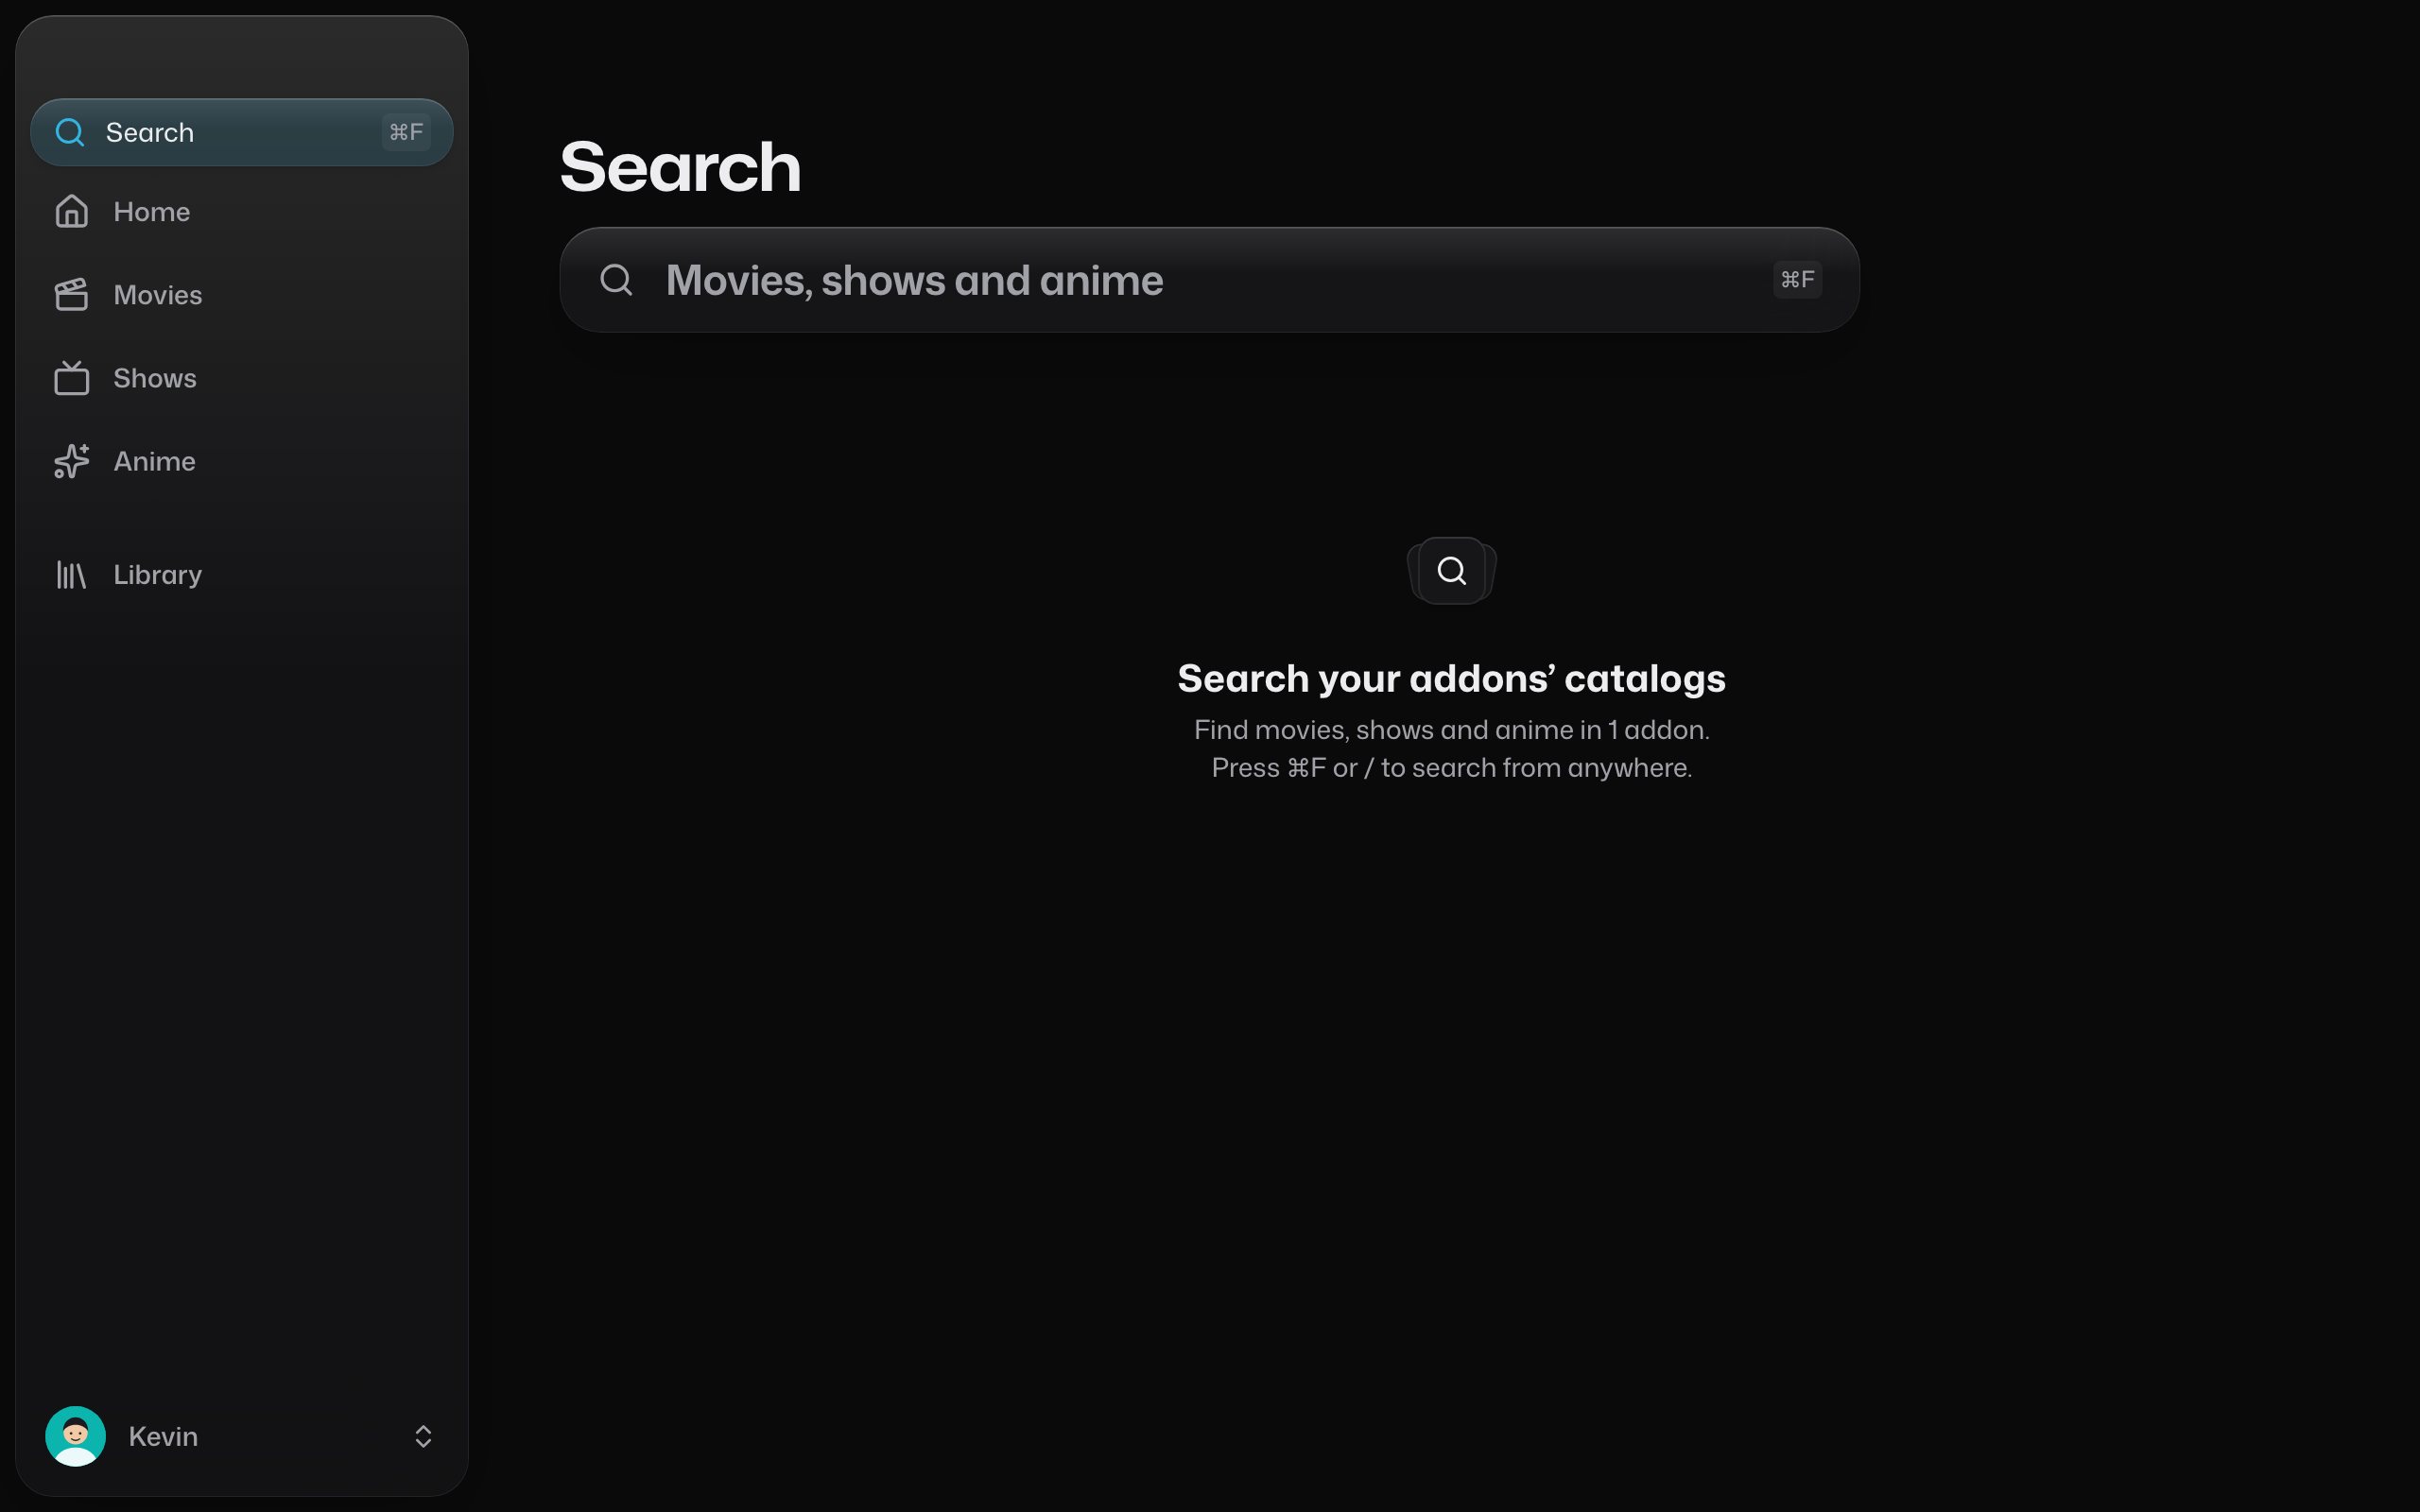 Search ⌘F
Home
Movies
Shows
Anime
Library
Kevin
Search
Movies, shows and anime ⌘F
Search your addons’ catalogs
Find movies, shows and anime in 1 addon.
Press ⌘F or / to search from anywhere.